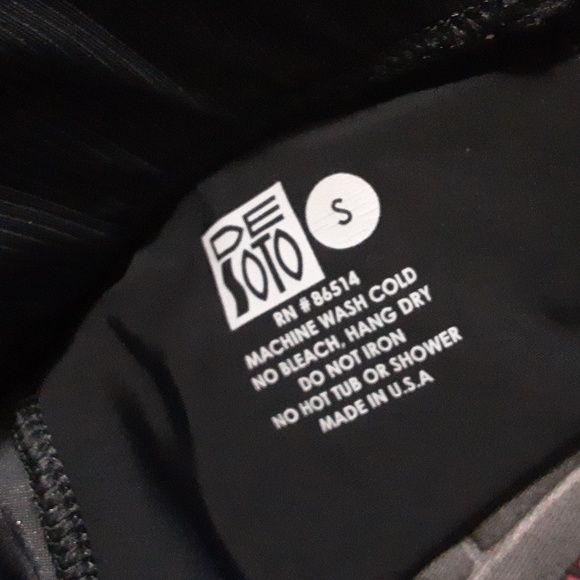 DE
SOTO
S
RN # 86514
MACHINE WASH COLD
NO BLEACH, HANG DRY
DO NOT IRON
NO HOT TUB OR SHOWER
MADE IN U.S.A